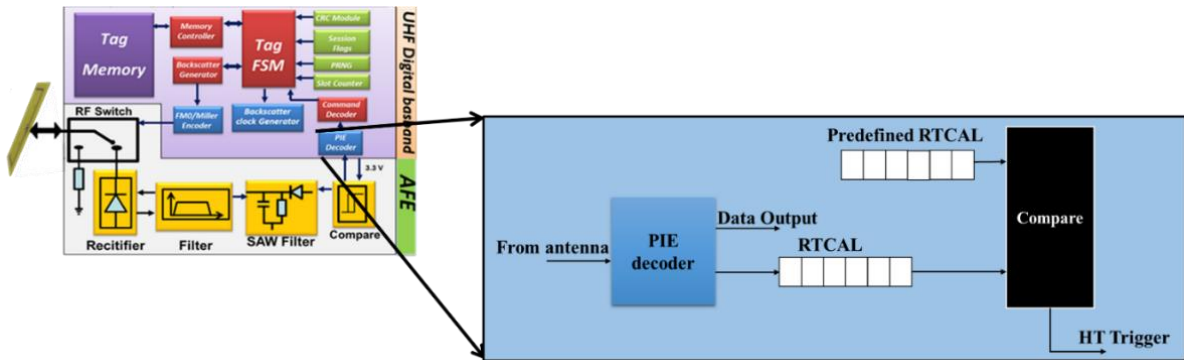 Tag
Memory
Memory
Controller
Backscatter
Generator
Tag
FSM
CRC Module
Session
Flags
PRNG
Slot Counter
UHF Digital basband
RF Switch
FM0/Miller
Encoder
Backscatter
clock Generator
Command
Decoder
PIE
Decoder
3.3 V
AFE
Recitifier
Filter
SAW Filter
Compare
Predefined RTCAL
Compare
From antenna
PIE
decoder
Data Output
RTCAL
HT Trigger